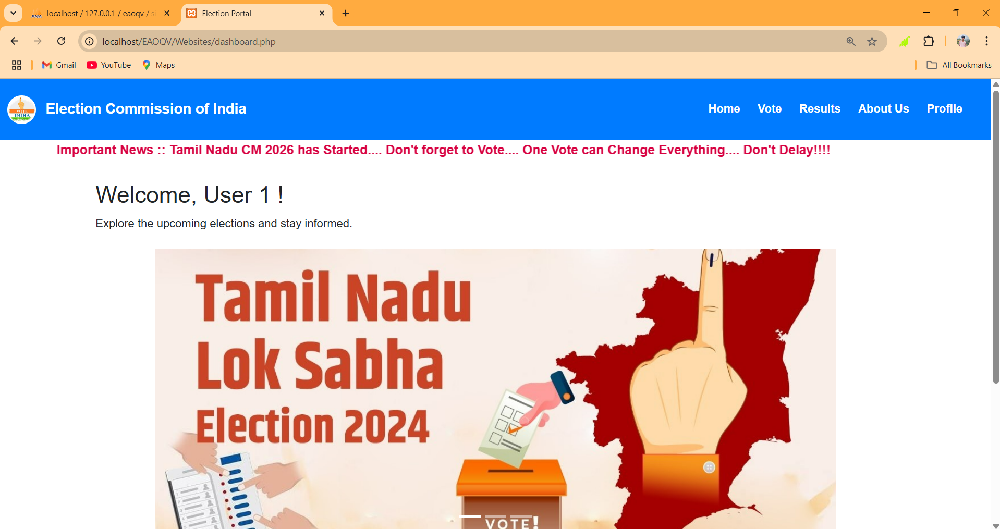 localhost / 127.0.0.1 / eaoqv / s
Election Portal
localhost/EAOQV/Websites/dashboard.php
Gmail
YouTube
Maps
All Bookmarks
VOTE
INDIA
Election Commission of India
Home
Vote
Results
About Us
Profile
Important News :: Tamil Nadu CM 2026 has Started.... Don't forget to Vote.... One Vote can Change Everything.... Don't Delay!!!!
Welcome, User 1 !
Explore the upcoming elections and stay informed.
Tamil Nadu
Lok Sabha
Election 2024
VOTE!